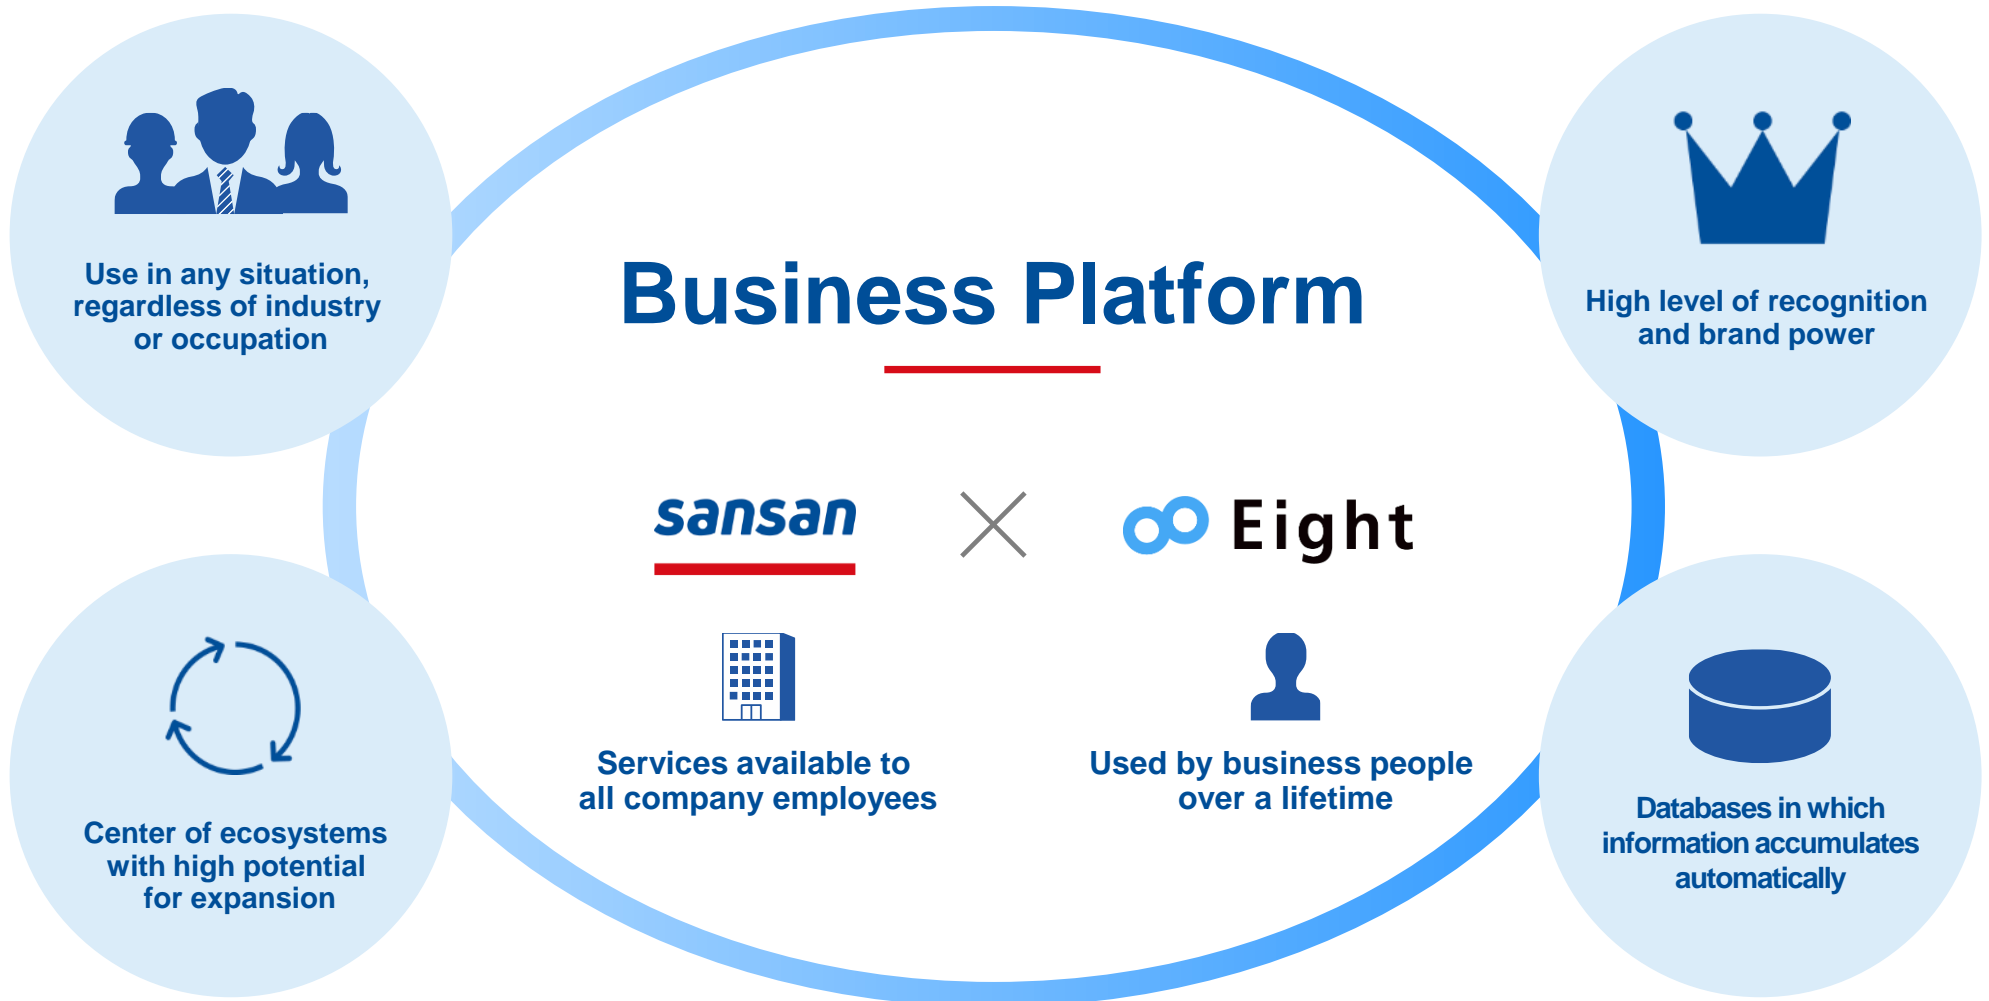 Use in any situation,
regardless of industry
or occupation
Business Platform
High level of recognition
and brand power
sansan
Eight
Services available to
all company employees
Used by business people
over a lifetime
Center of ecosystems
with high potential
for expansion
Databases in which
information accumulates
automatically